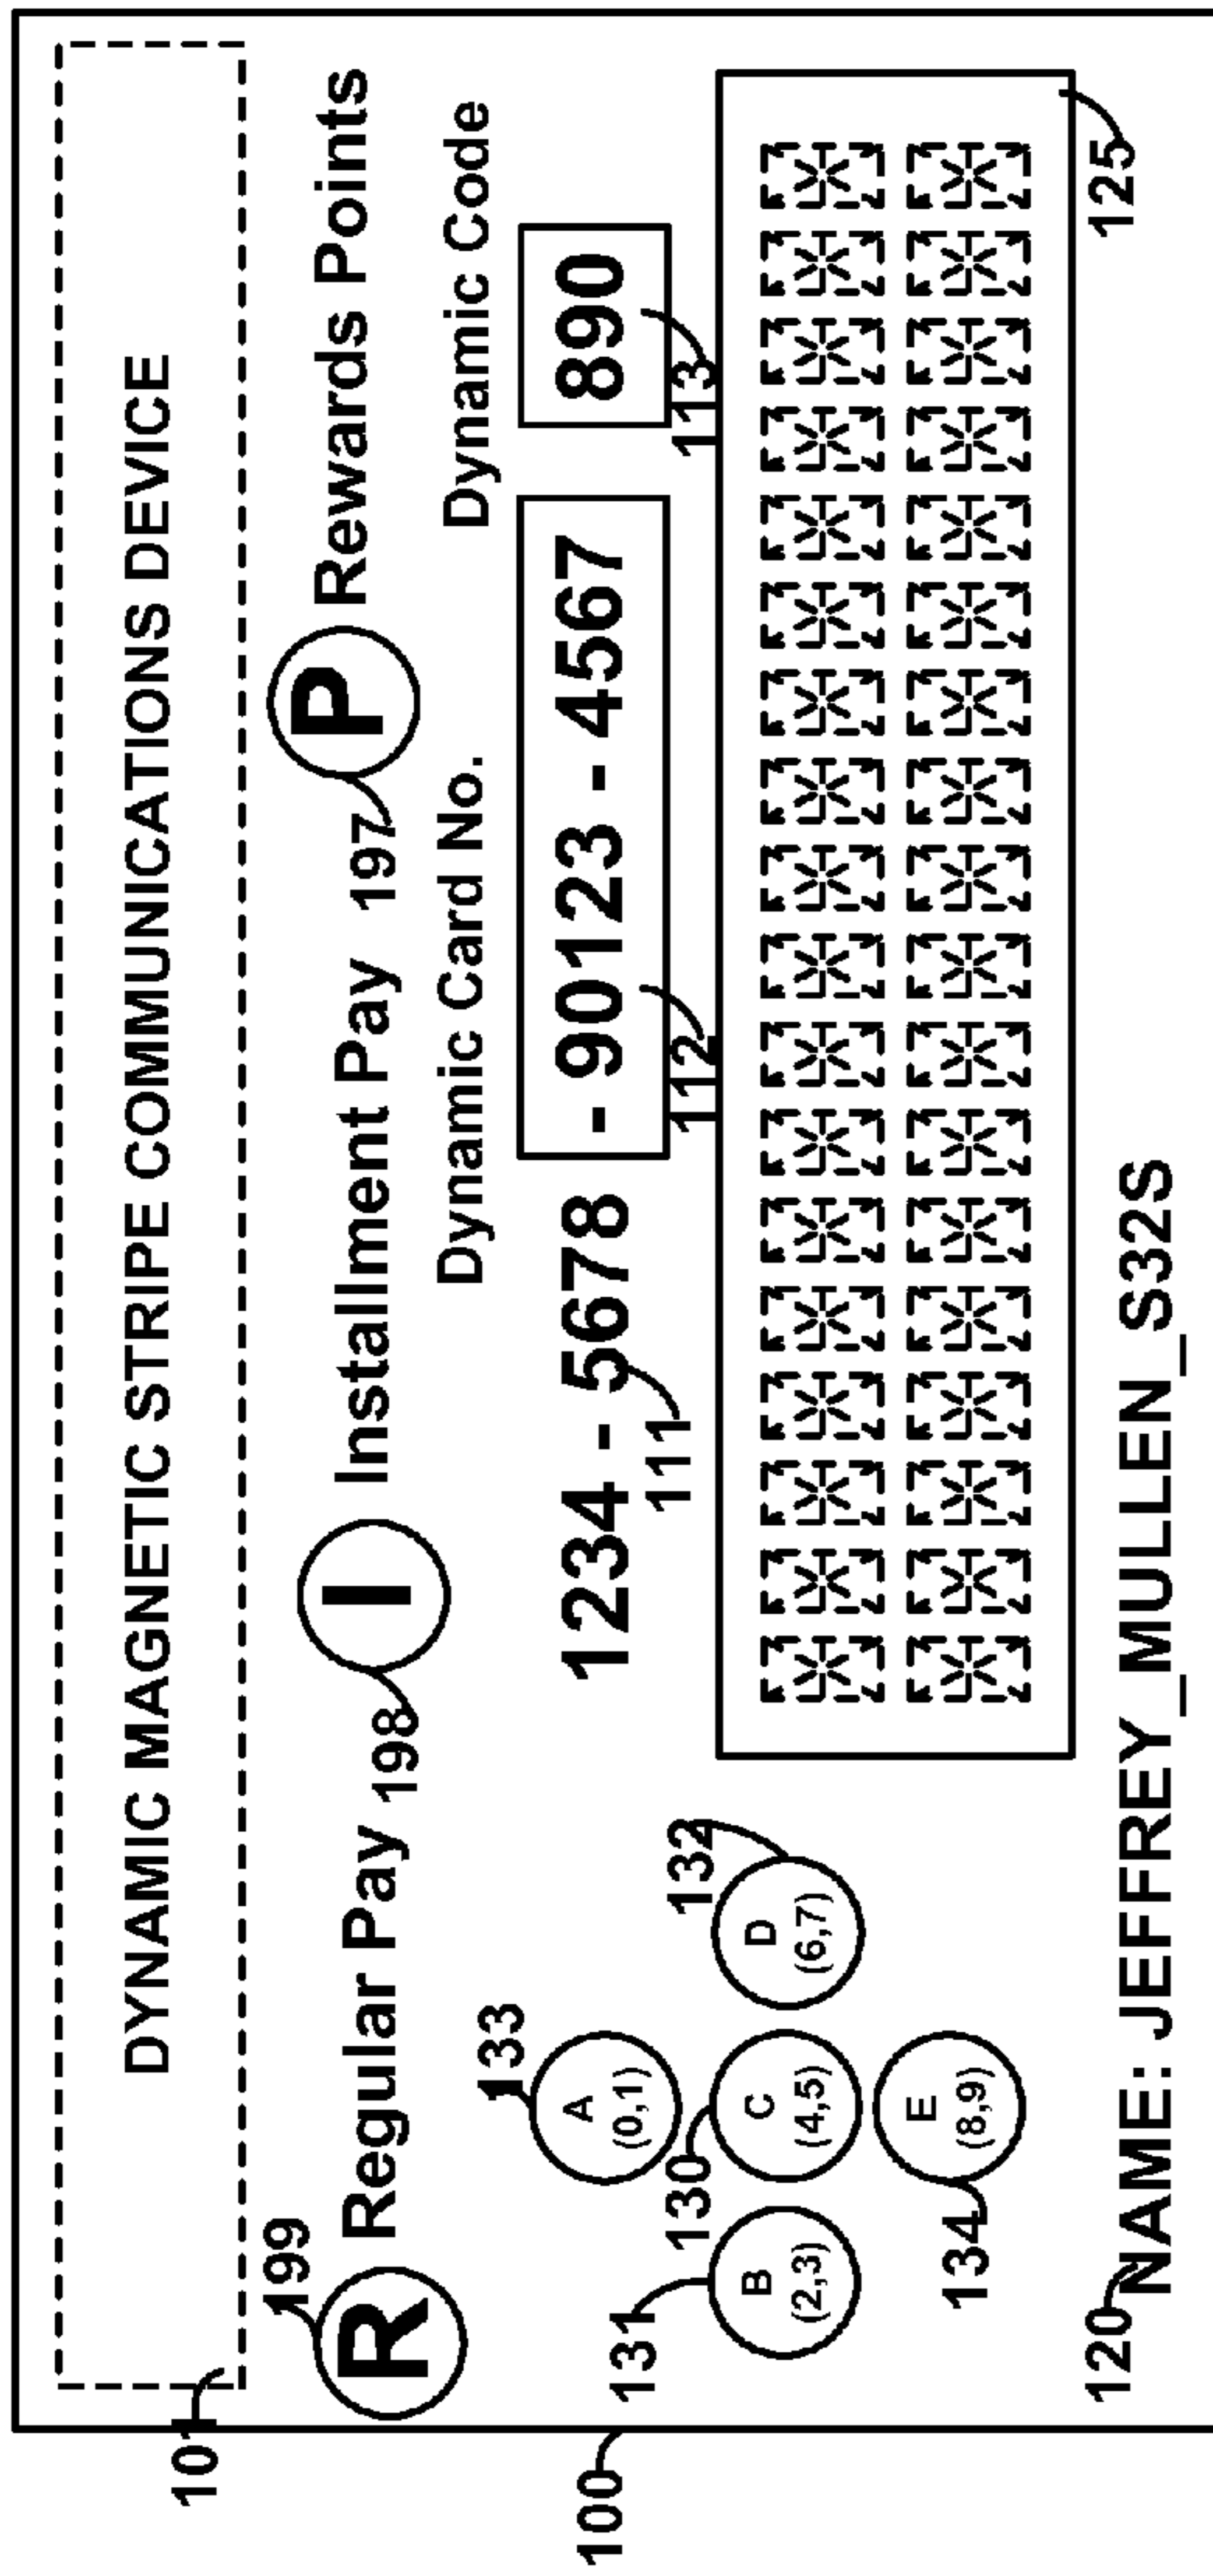 101
DYNAMIC MAGNETIC STRIPE COMMUNICATIONS DEVICE
199
R Regular Pay 198 I Installment Pay 197 P Rewards Points
Dynamic Card No. Dynamic Code
1234 - 5678 - 90123 - 4567 890
111 112 113
100
133
A
(0,1)
131
B
(2,3)
130
C
(4,5)
132
D
(6,7)
134
E
(8,9)
125
120
NAME: JEFFREY_MULLEN_S32S